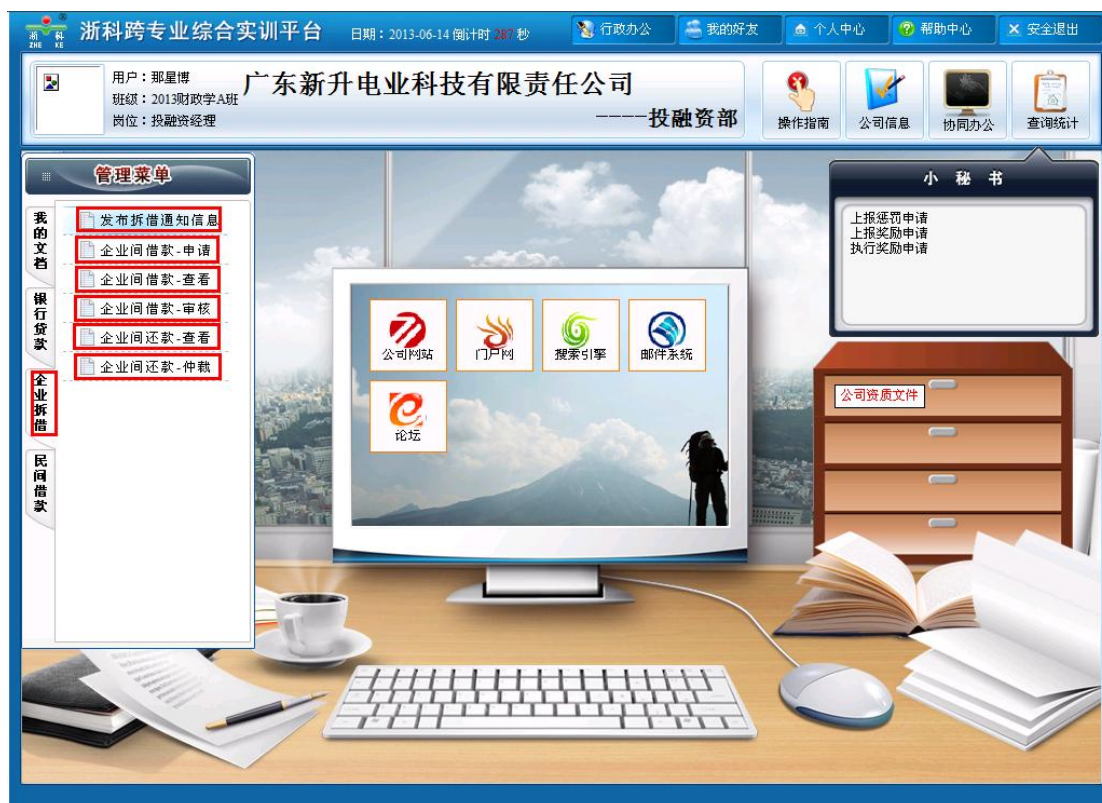 浙科
ZHE KE
浙科跨专业综合实训平台
日期：2013-06-14 倒计时 287 秒
行政办公
我的好友
个人中心
帮助中心
安全退出
用户：那星博
班级：2013财政学A班
岗位：投融资经理
广东新升电业科技有限责任公司
----投融资部
操作指南
公司信息
协同办公
查询统计
管理菜单
我的文档
银行贷款
企业拆借
民间借款
发布拆借通知信息
企业间借款-申请
企业间借款-查看
企业间借款-审核
企业间还款-查看
企业间还款-仲裁
公司网站
门户网
搜索引擎
邮件系统
论坛
小 秘 书
上报惩罚申请
上报奖励申请
执行奖励申请
公司资质文件